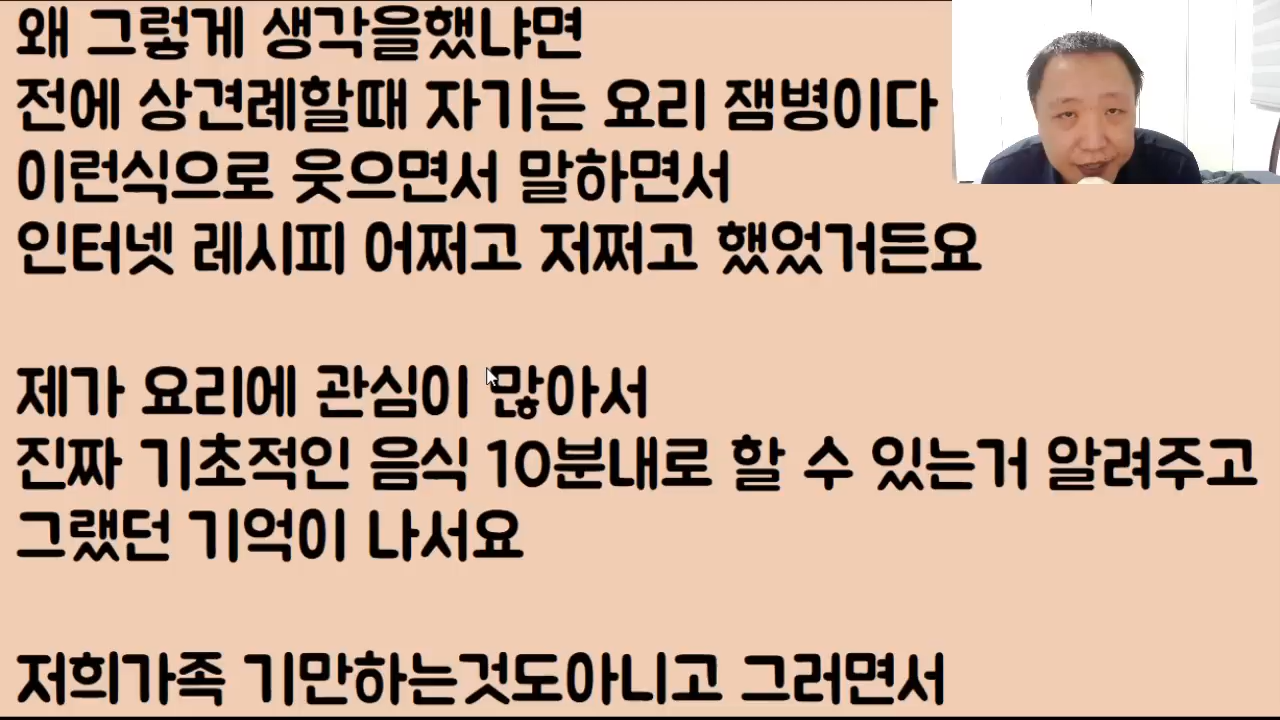 왜 그렇게 생각을했냐면
전에 상견례할때 자기는 요리 잼병이다
이런식으로 웃으면서 말하면서
인터넷 레시피 어쩌고 저쩌고 했었거든요
제가 요리에 관심이 많아서
진짜 기초적인 음식 10분내로 할 수 있는거 알려주고
그랬던 기억이 나서요
저희가족 기만하는것도아니고 그러면서